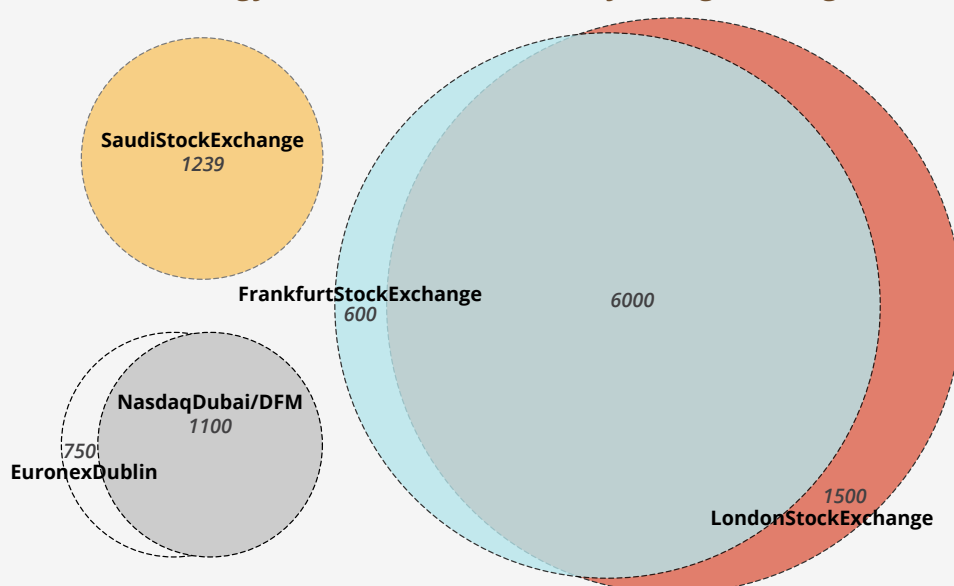 SaudiStockExchange
1239
FrankfurtStockExchange
600
6000
NasdaqDubai/DFM
1100
750
EuronexDublin
1500
LondonStockExchange